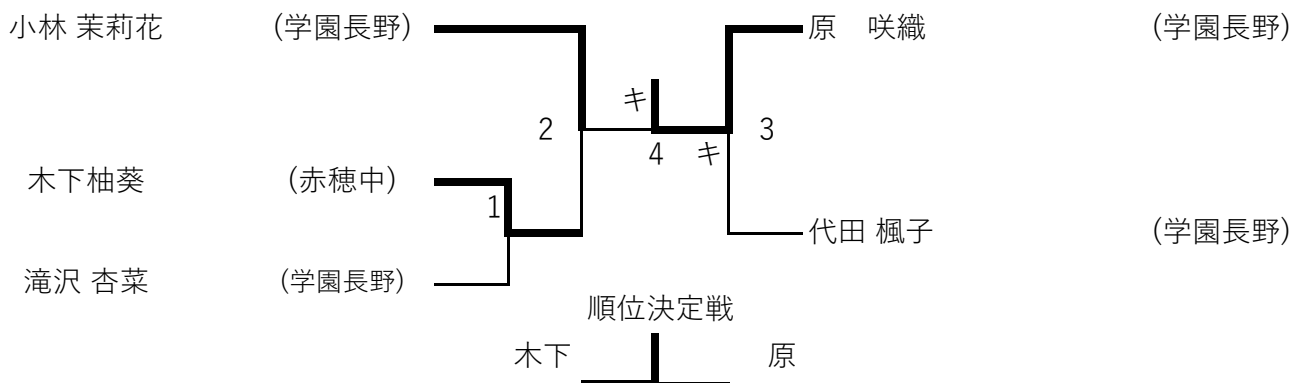 小林 茉莉花 (学園長野) 原 咲織 (学園長野)
キ
2 3
4 キ
木下柚葵 (赤穂中)
1
代田 楓子 (学園長野)
滝沢 杏菜 (学園長野)
順位決定戦
木下 原